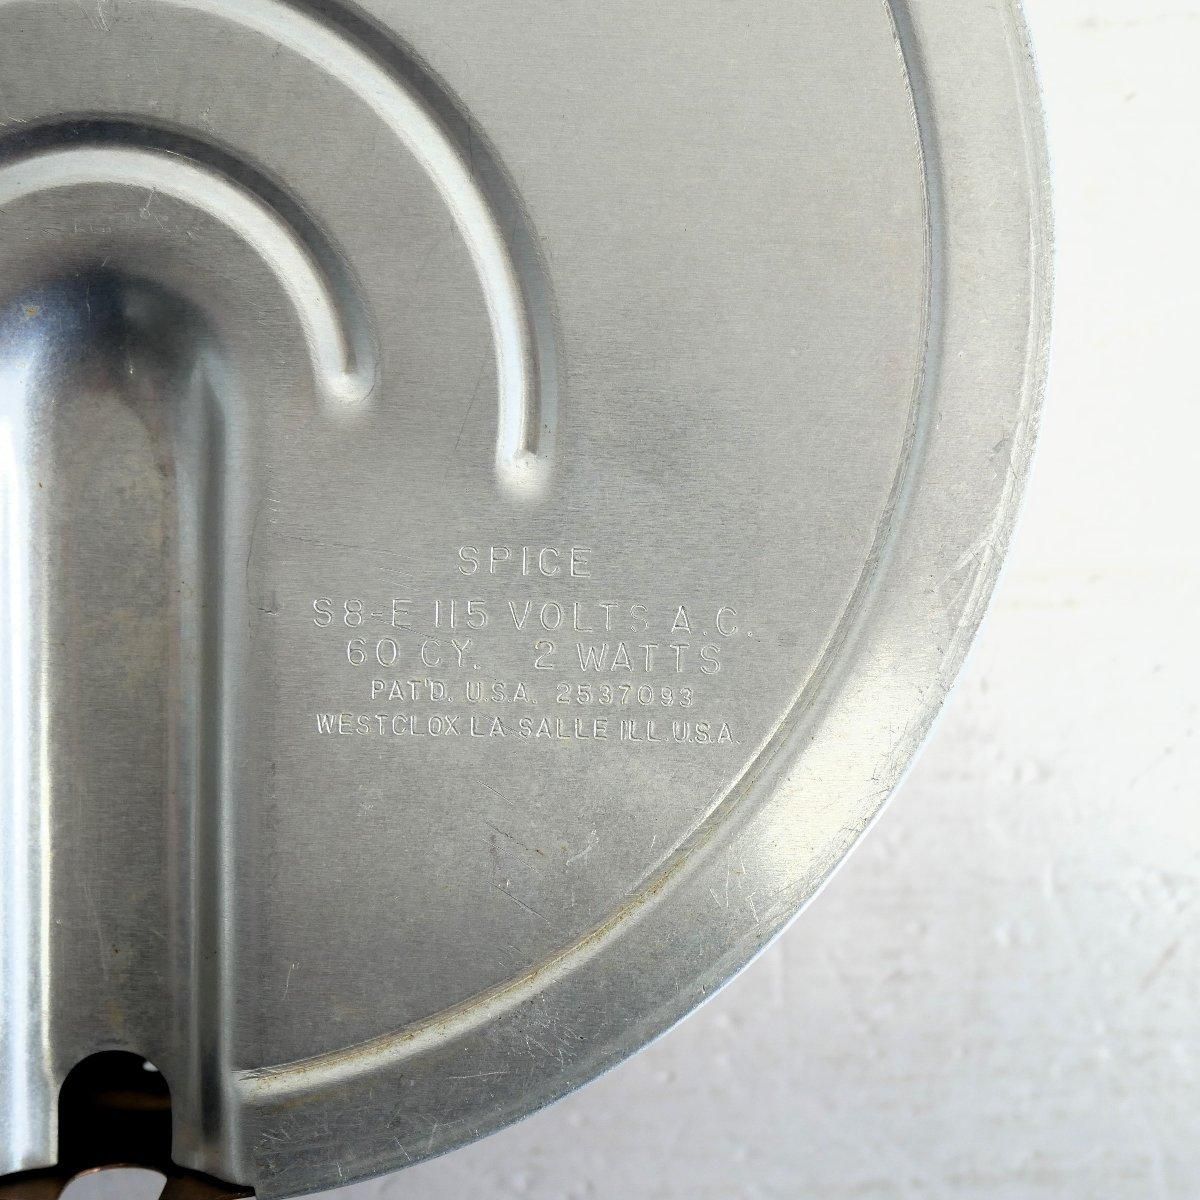 SPICE
S8-E 115 VOLTS A.C.
60 CY. 2 WATTS
PAT'D. U.S.A. 2537093
WESTCLOX LA SALLE ILL. U.S.A.